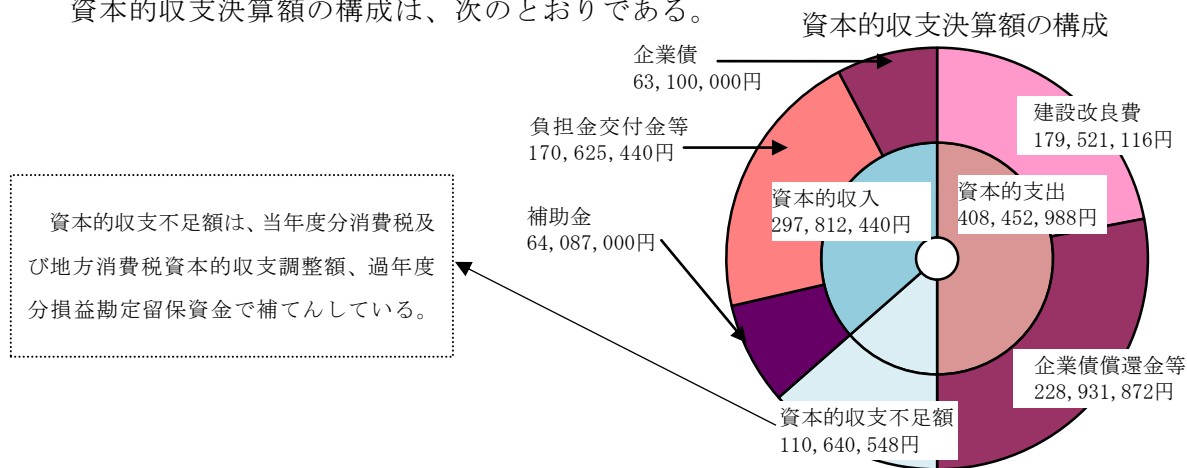 資本的収支決算額の構成は、次のとおりである。
資本的収支決算額の構成
企業債
63,100,000円
負担金交付金等
170,625,440円
補助金
64,087,000円
建設改良費
179,521,116円
資本的収入
297,812,440円
資本的支出
408,452,988円
資本的収支不足額は、当年度分消費税及
び地方消費税資本的収支調整額、過年度
分損益勘定留保資金で補てんしている。
企業債償還金等
228,931,872円
資本的収支不足額
110,640,548円